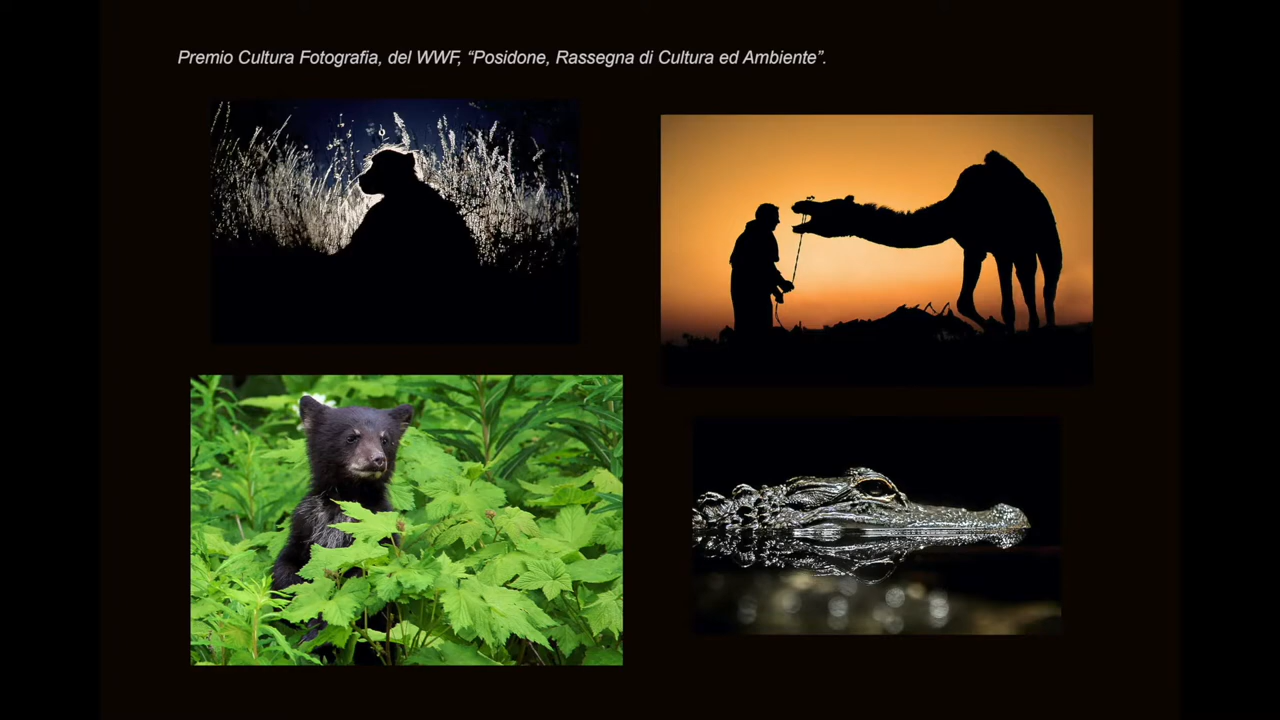 Premio Cultura Fotografia, del WWF, “Posidone, Rassegna di Cultura ed Ambiente”.